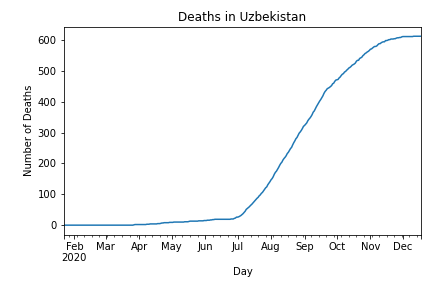 Deaths in Uzbekistan
Number of Deaths
600
500
400
300
200
100
0
Feb Mar Apr May Jun Jul Aug Sep Oct Nov Dec
2020
Day